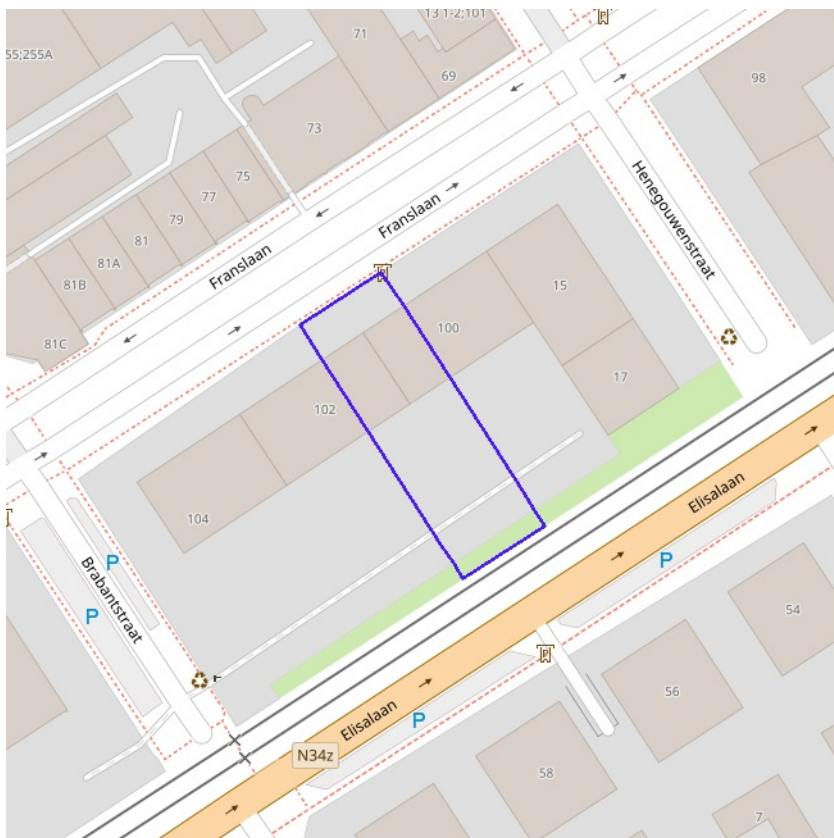 13 1-2;101
55;255A
71
69
98
73
75
77
79
81
81A
81B
81C
Franslaan
Franslaan
Henegouwenstraat
15
100
17
102
104
Elisalaan
P
P
P
Brabantstraat
54
56
Elisalaan
P
N34z
58
7